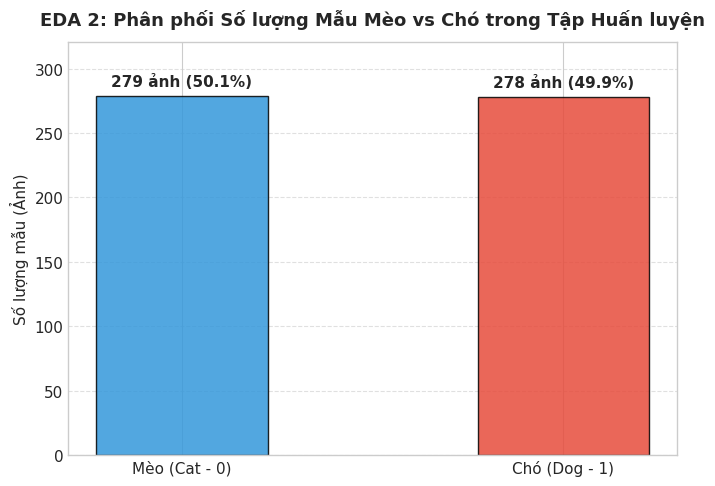 EDA 2: Phân phối Số lượng Mẫu Mèo vs Chó trong Tập Huấn luyện
300
250
200
150
100
50
0
Số lượng mẫu (Ảnh)
279 ảnh (50.1%)
278 ảnh (49.9%)
Mèo (Cat - 0)
Chó (Dog - 1)